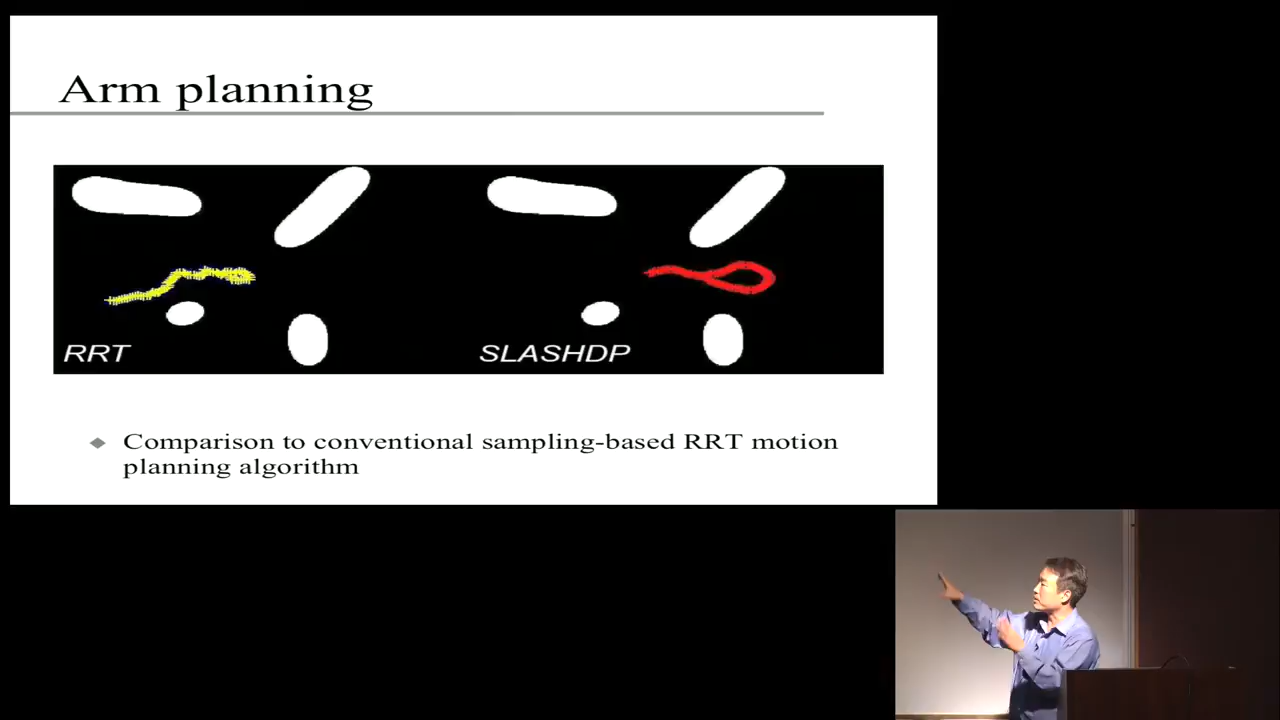 Arm planning
RRT
SLASHDP
Comparison to conventional sampling-based RRT motion
planning algorithm